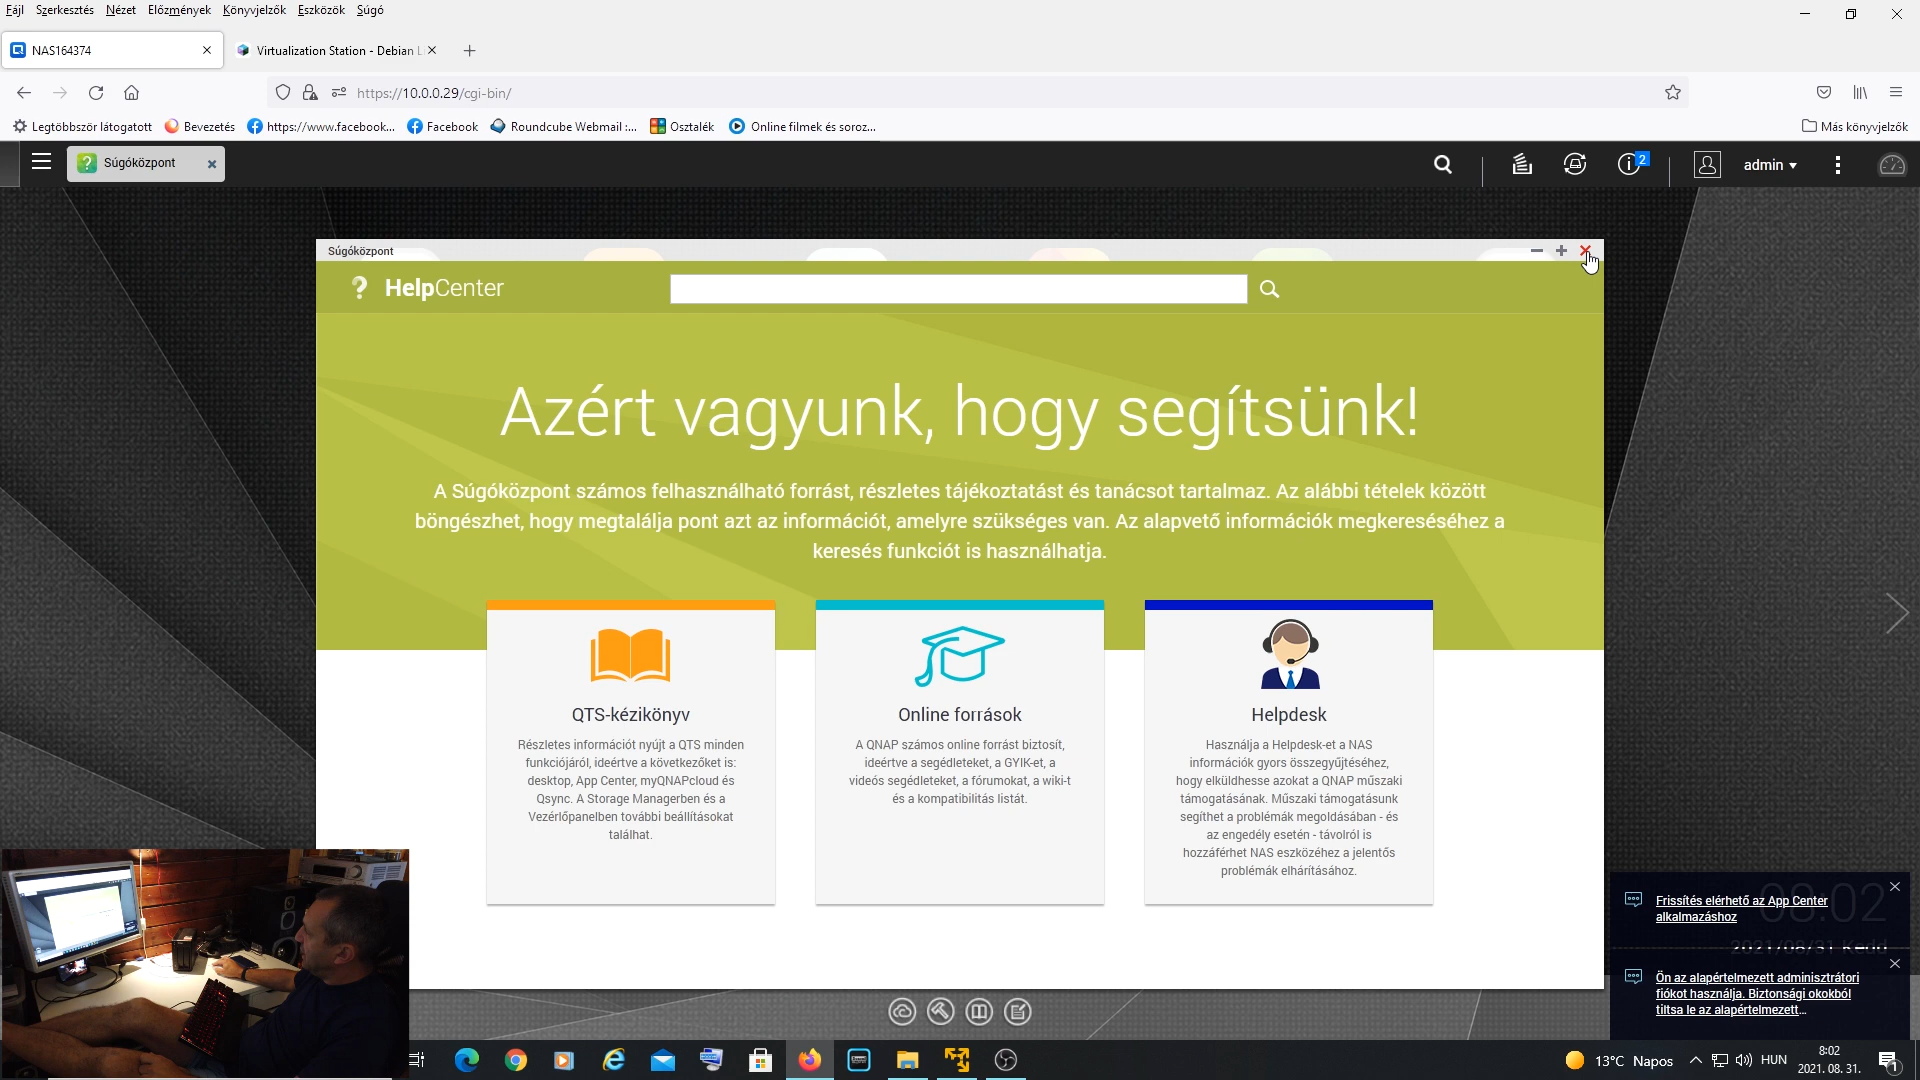 Fájl Szerkesztés Nézet Előzmények Könyvjelzők Eszközök Súgó
NAS164374
Virtualization Station - Debian L
https://10.0.0.29/cgi-bin/
Legtöbbször látogatott Bevezetés https://www.facebook... Facebook Roundcube Webmail :... Osztalék Online filmek és soroz... Más könyvjelzők
Súgóközpont
2
admin
Súgóközpont
HelpCenter
Azért vagyunk, hogy segítsünk!
A Súgóközpont számos felhasználható forrást, részletes tájékoztatást és tanácsot tartalmaz. Az alábbi tételek között
böngészhet, hogy megtalálja pont azt az információt, amelyre szükséges van. Az alapvető információk megkereséséhez a
keresés funkciót is használhatja.
QTS-kézikönyv
Részletes információt nyújt a QTS minden
funkciójáról, ideértve a következőket is:
desktop, App Center, myQNAPcloud és
Qsync. A Storage Managerben és a
Vezérlőpanelben további beállításokat
találhat.
Online források
A QNAP számos online forrást biztosít,
ideértve a segédleteket, a GYIK-et, a
videós segédleteket, a fórumokat, a wiki-t
és a kompatibilitás listát.
Helpdesk
Használja a Helpdesk-et a NAS
információk gyors összegyűjtéséhez,
hogy elküldhesse azokat a QNAP műszaki
támogatásának. Műszaki támogatásunk
segíthet a problémák megoldásában - és
az engedély esetén - távolról is
hozzáférhet NAS eszközéhez a jelentős
problémák elhárításához.
08:02
2021/08/31 Kedd
Frissítés elérhető az App Center
alkalmazáshoz
Ön az alapértelmezett adminisztrátori
fiókot használja. Biztonsági okokból
tiltsa le az alapértelmezett...
13°C Napos
HUN
8:02
2021. 08. 31.
1